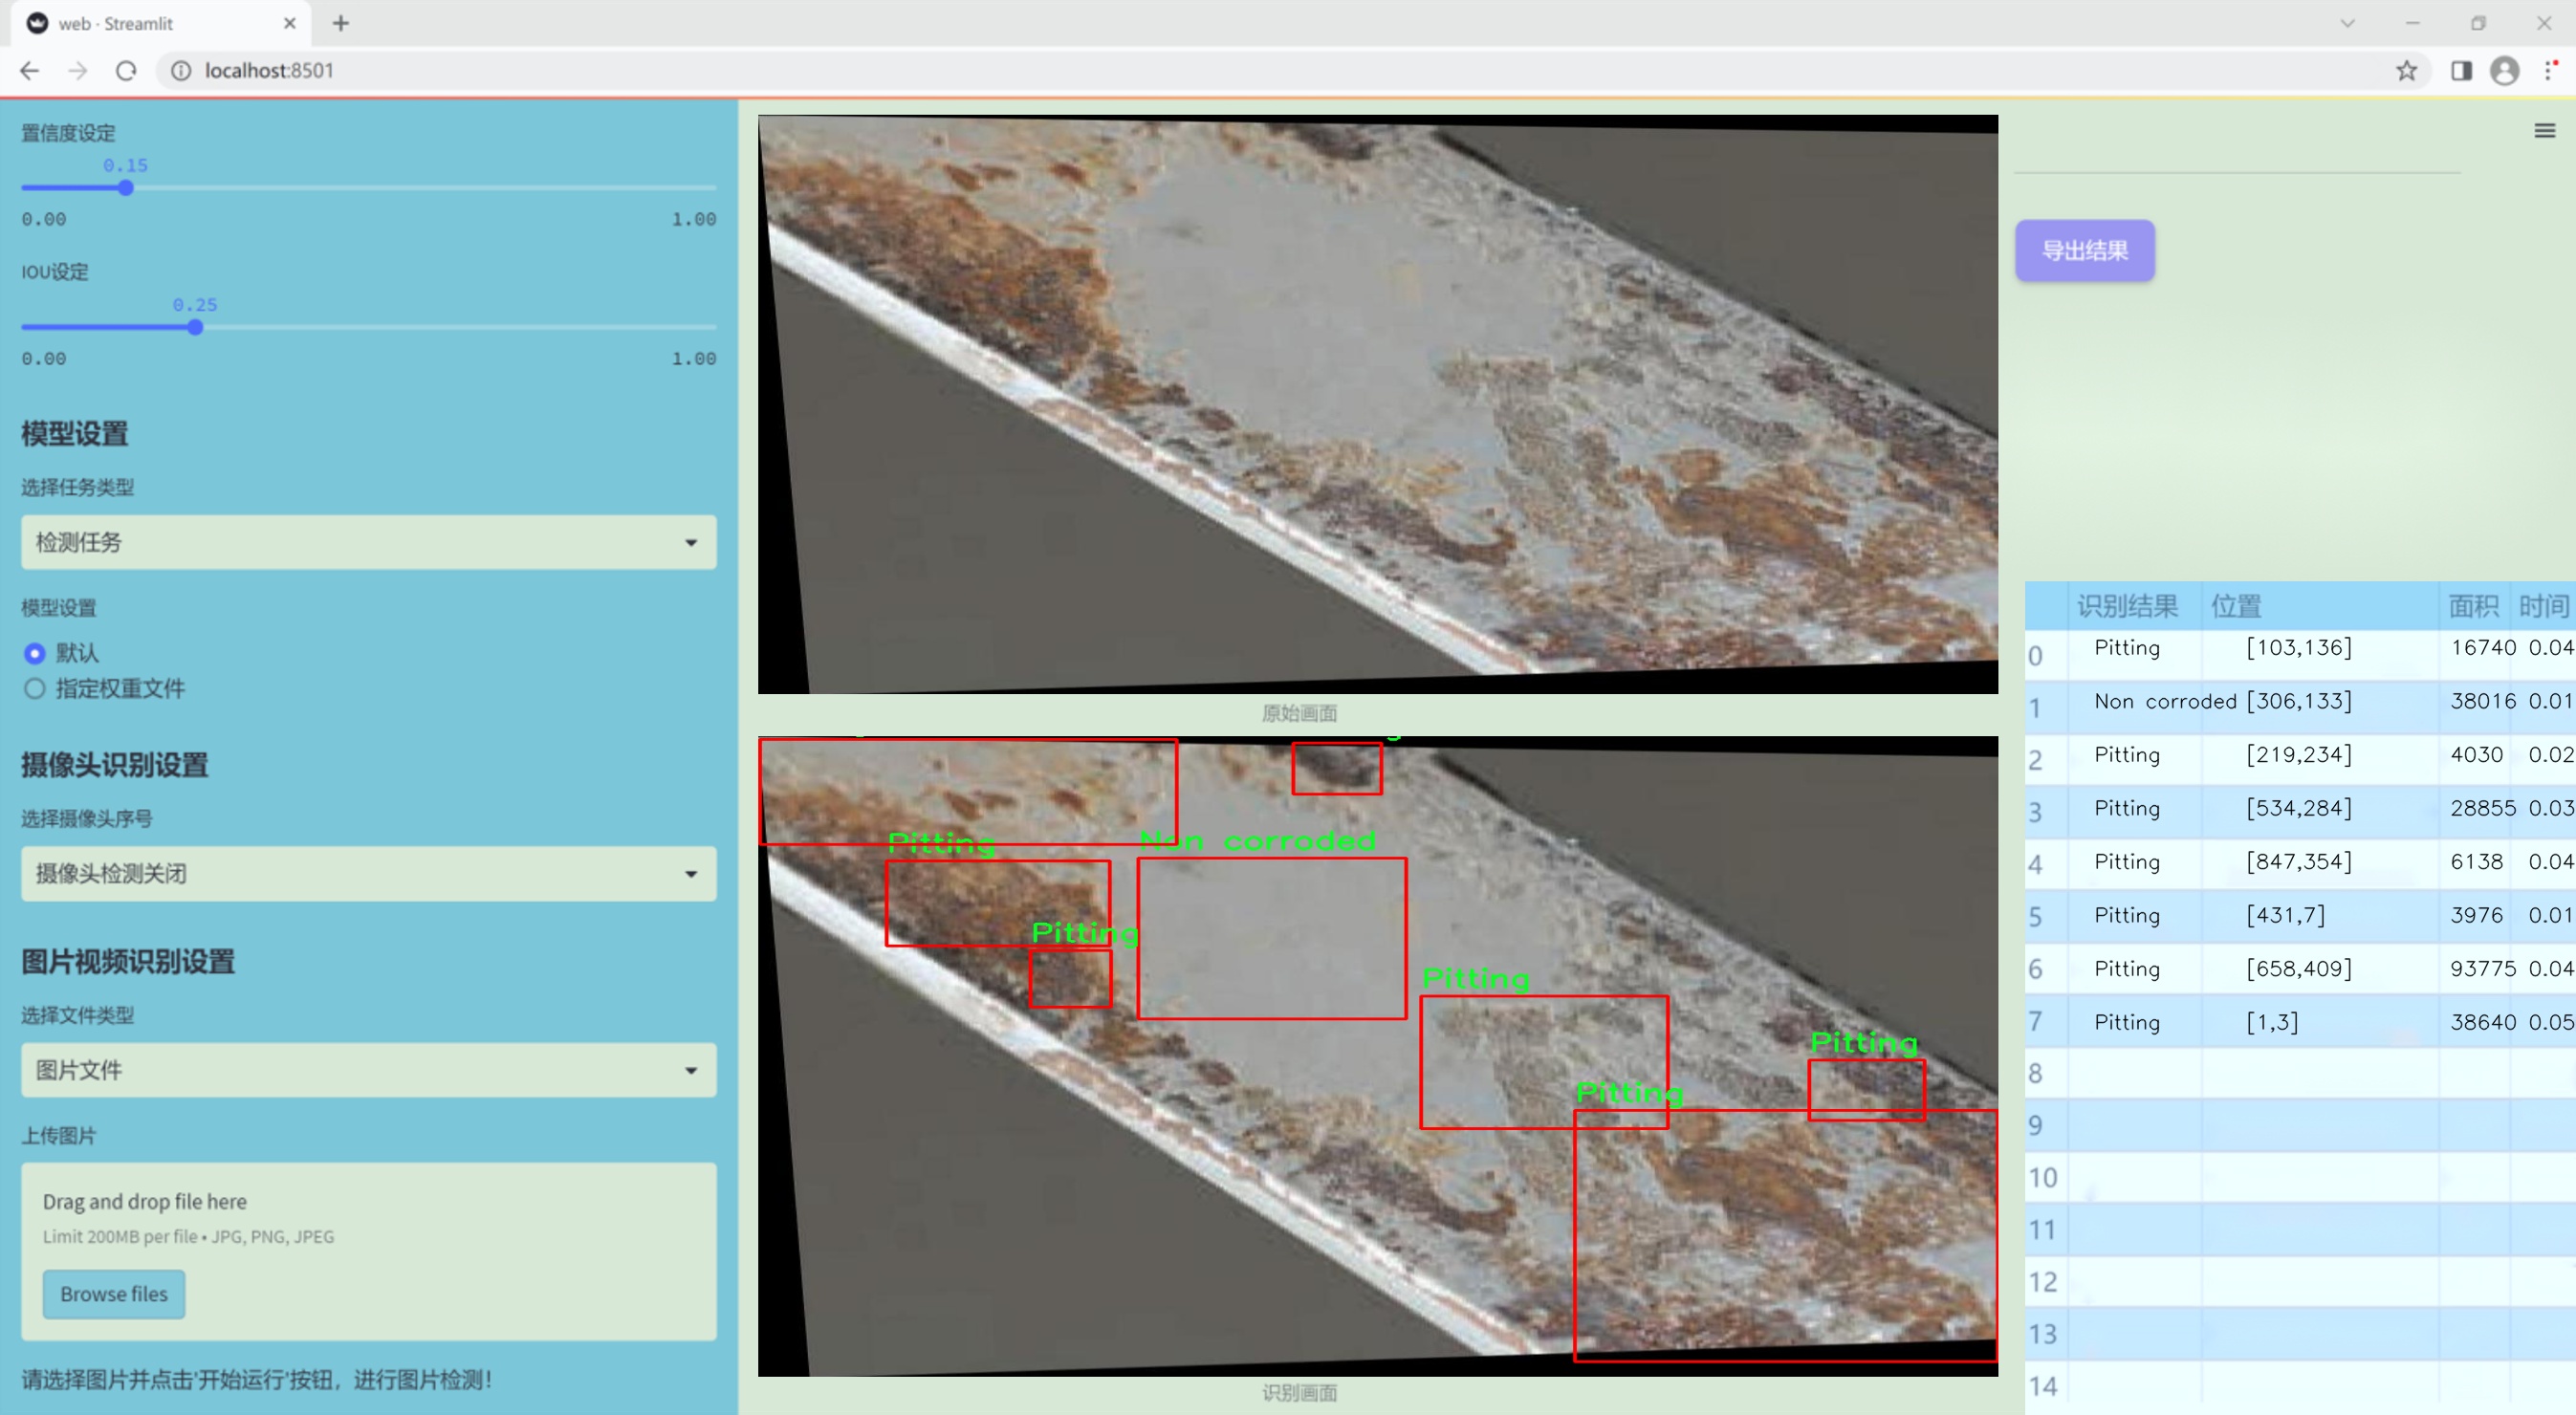 web · Streamlit
localhost:8501
置信度设定
0.15
0.00 1.00
IOU设定
0.25
0.00 1.00
模型设置
选择任务类型
检测任务
模型设置
默认
指定权重文件
摄像头识别设置
选择摄像头序号
摄像头检测关闭
图片视频识别设置
选择文件类型
图片文件
上传图片
Drag and drop file here
Limit 200MB per file • JPG, PNG, JPEG
Browse files
请选择图片并点击'开始运行'按钮，进行图片检测！
原始画面
Pitting
Non corroded
Pitting
Pitting
Pitting
Pitting
识别画面
导出结果
识别结果 位置 面积 时间
0 Pitting [103,136] 16740 0.04
1 Non corroded [306,133] 38016 0.01
2 Pitting [219,234] 4030 0.02
3 Pitting [534,284] 28855 0.03
4 Pitting [847,354] 6138 0.04
5 Pitting [431,7] 3976 0.01
6 Pitting [658,409] 93775 0.04
7 Pitting [1,3] 38640 0.05
8
9
10
11
12
13
14